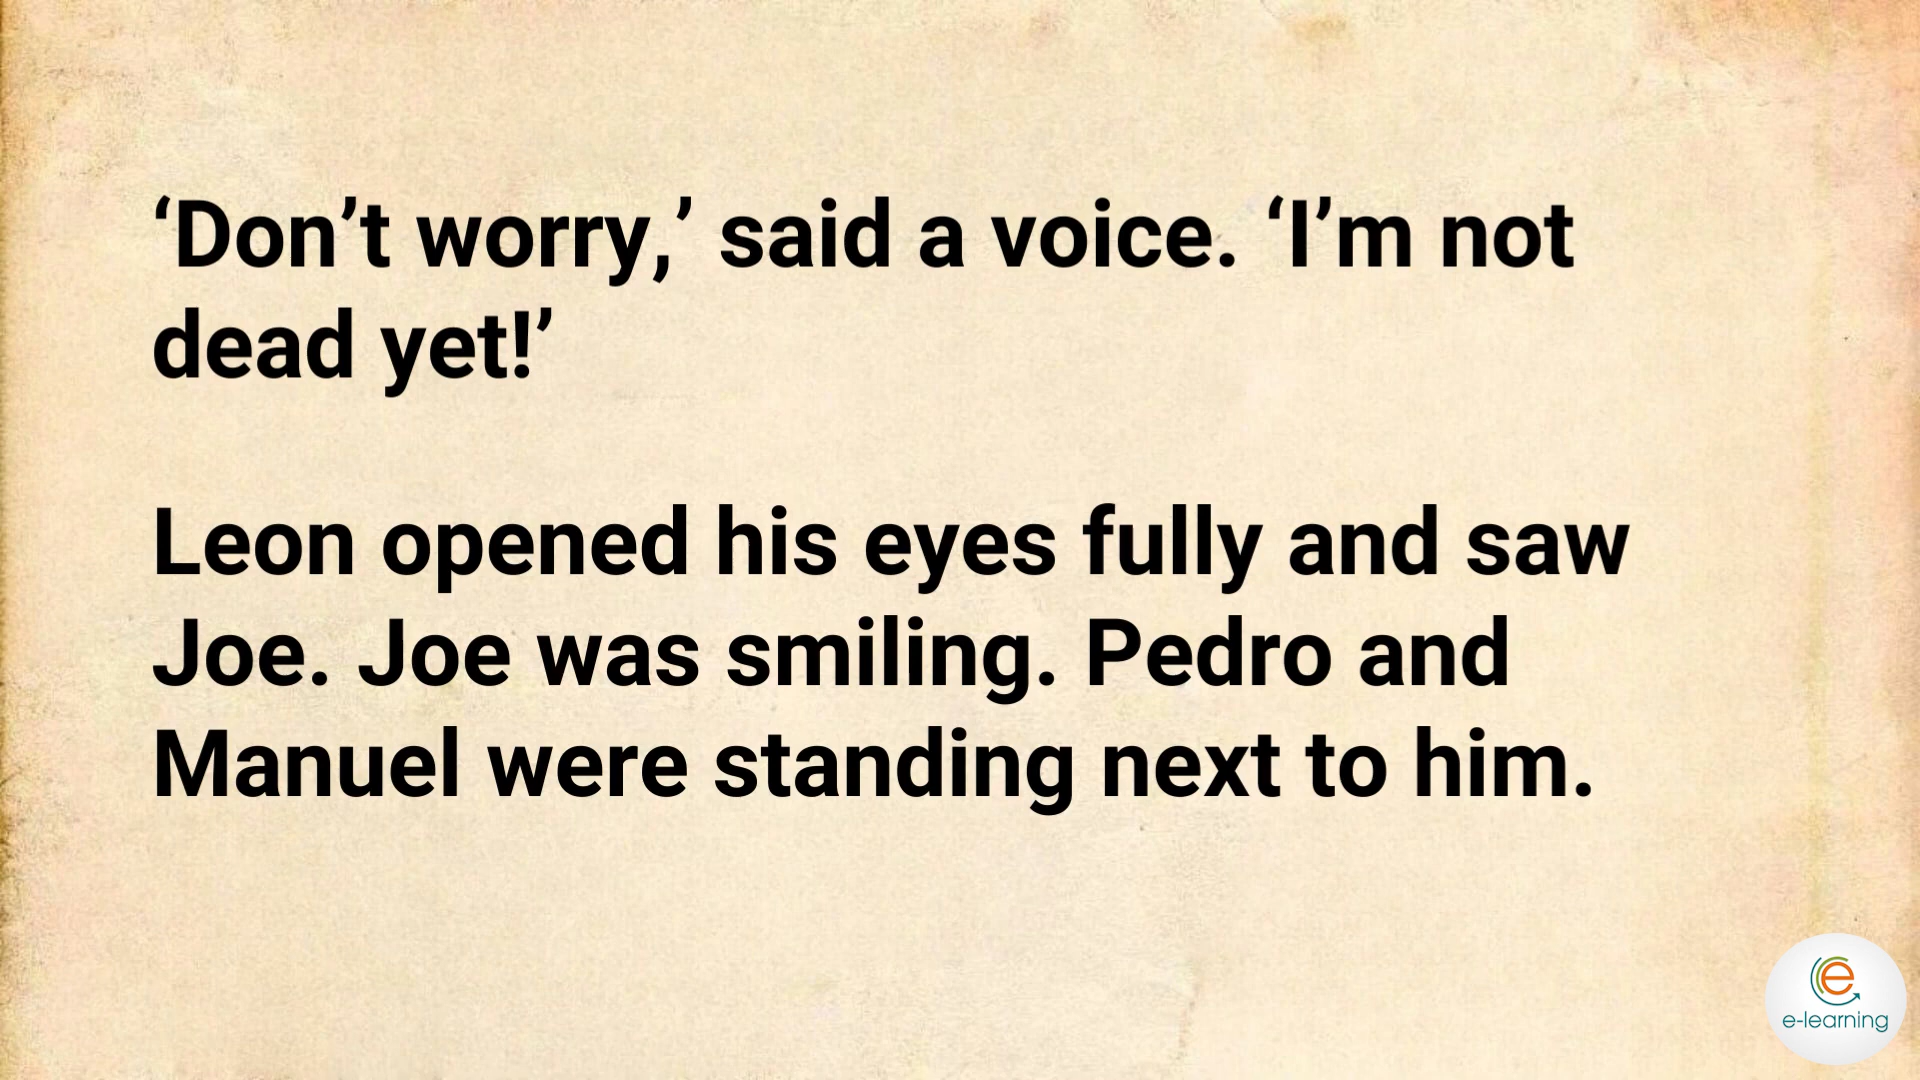 ‘Don’t worry,’ said a voice. ‘I’m not
dead yet!’
Leon opened his eyes fully and saw
Joe. Joe was smiling. Pedro and
Manuel were standing next to him.
e
e-learning